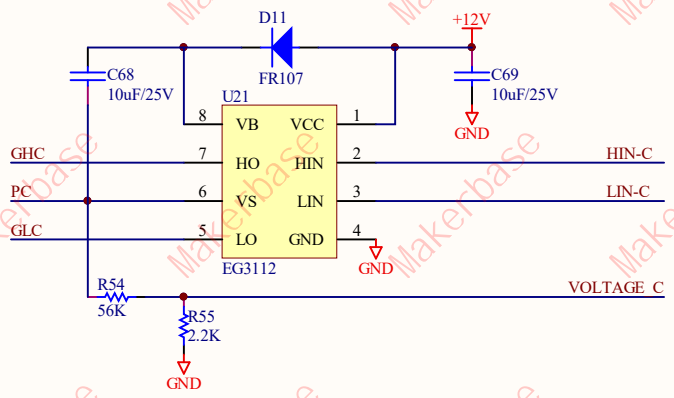 D11
+12V
FR107
C68
10uF/25V
C69
10uF/25V
GND
U21
8 VB VCC 1
GHC 7 HO HIN 2 HIN-C
PC 6 VS LIN 3 LIN-C
GLC 5 LO GND 4
GND
EG3112
R54
56K
VOLTAGE_C
R55
2.2K
GND
Makerbase
Makerbase
Makerbase